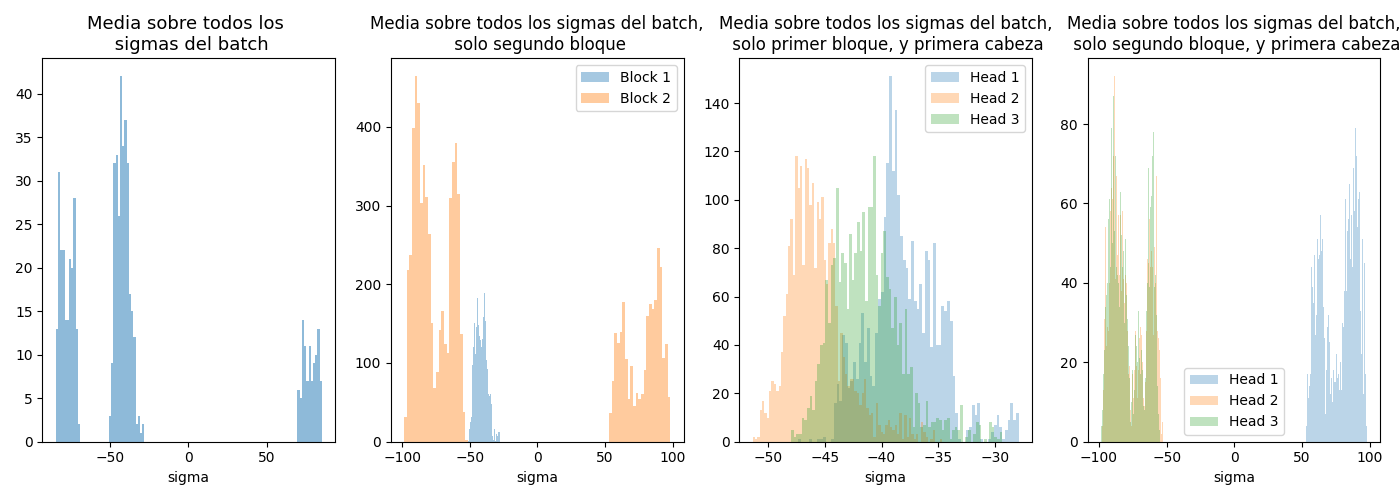 Media sobre todos los
sigmas del batch
40
35
30
25
20
15
10
5
0
−50
0
50
sigma
Media sobre todos los sigmas del batch,
solo segundo bloque
Block 1
Block 2
400
300
200
100
0
−100
−50
0
50
100
sigma
Media sobre todos los sigmas del batch,
solo primer bloque, y primera cabeza
Head 1
Head 2
Head 3
140
120
100
80
60
40
20
0
−50
−45
−40
−35
−30
sigma
Media sobre todos los sigmas del batch,
solo segundo bloque, y primera cabeza
80
60
40
20
0
Head 1
Head 2
Head 3
−100
−50
0
50
100
sigma